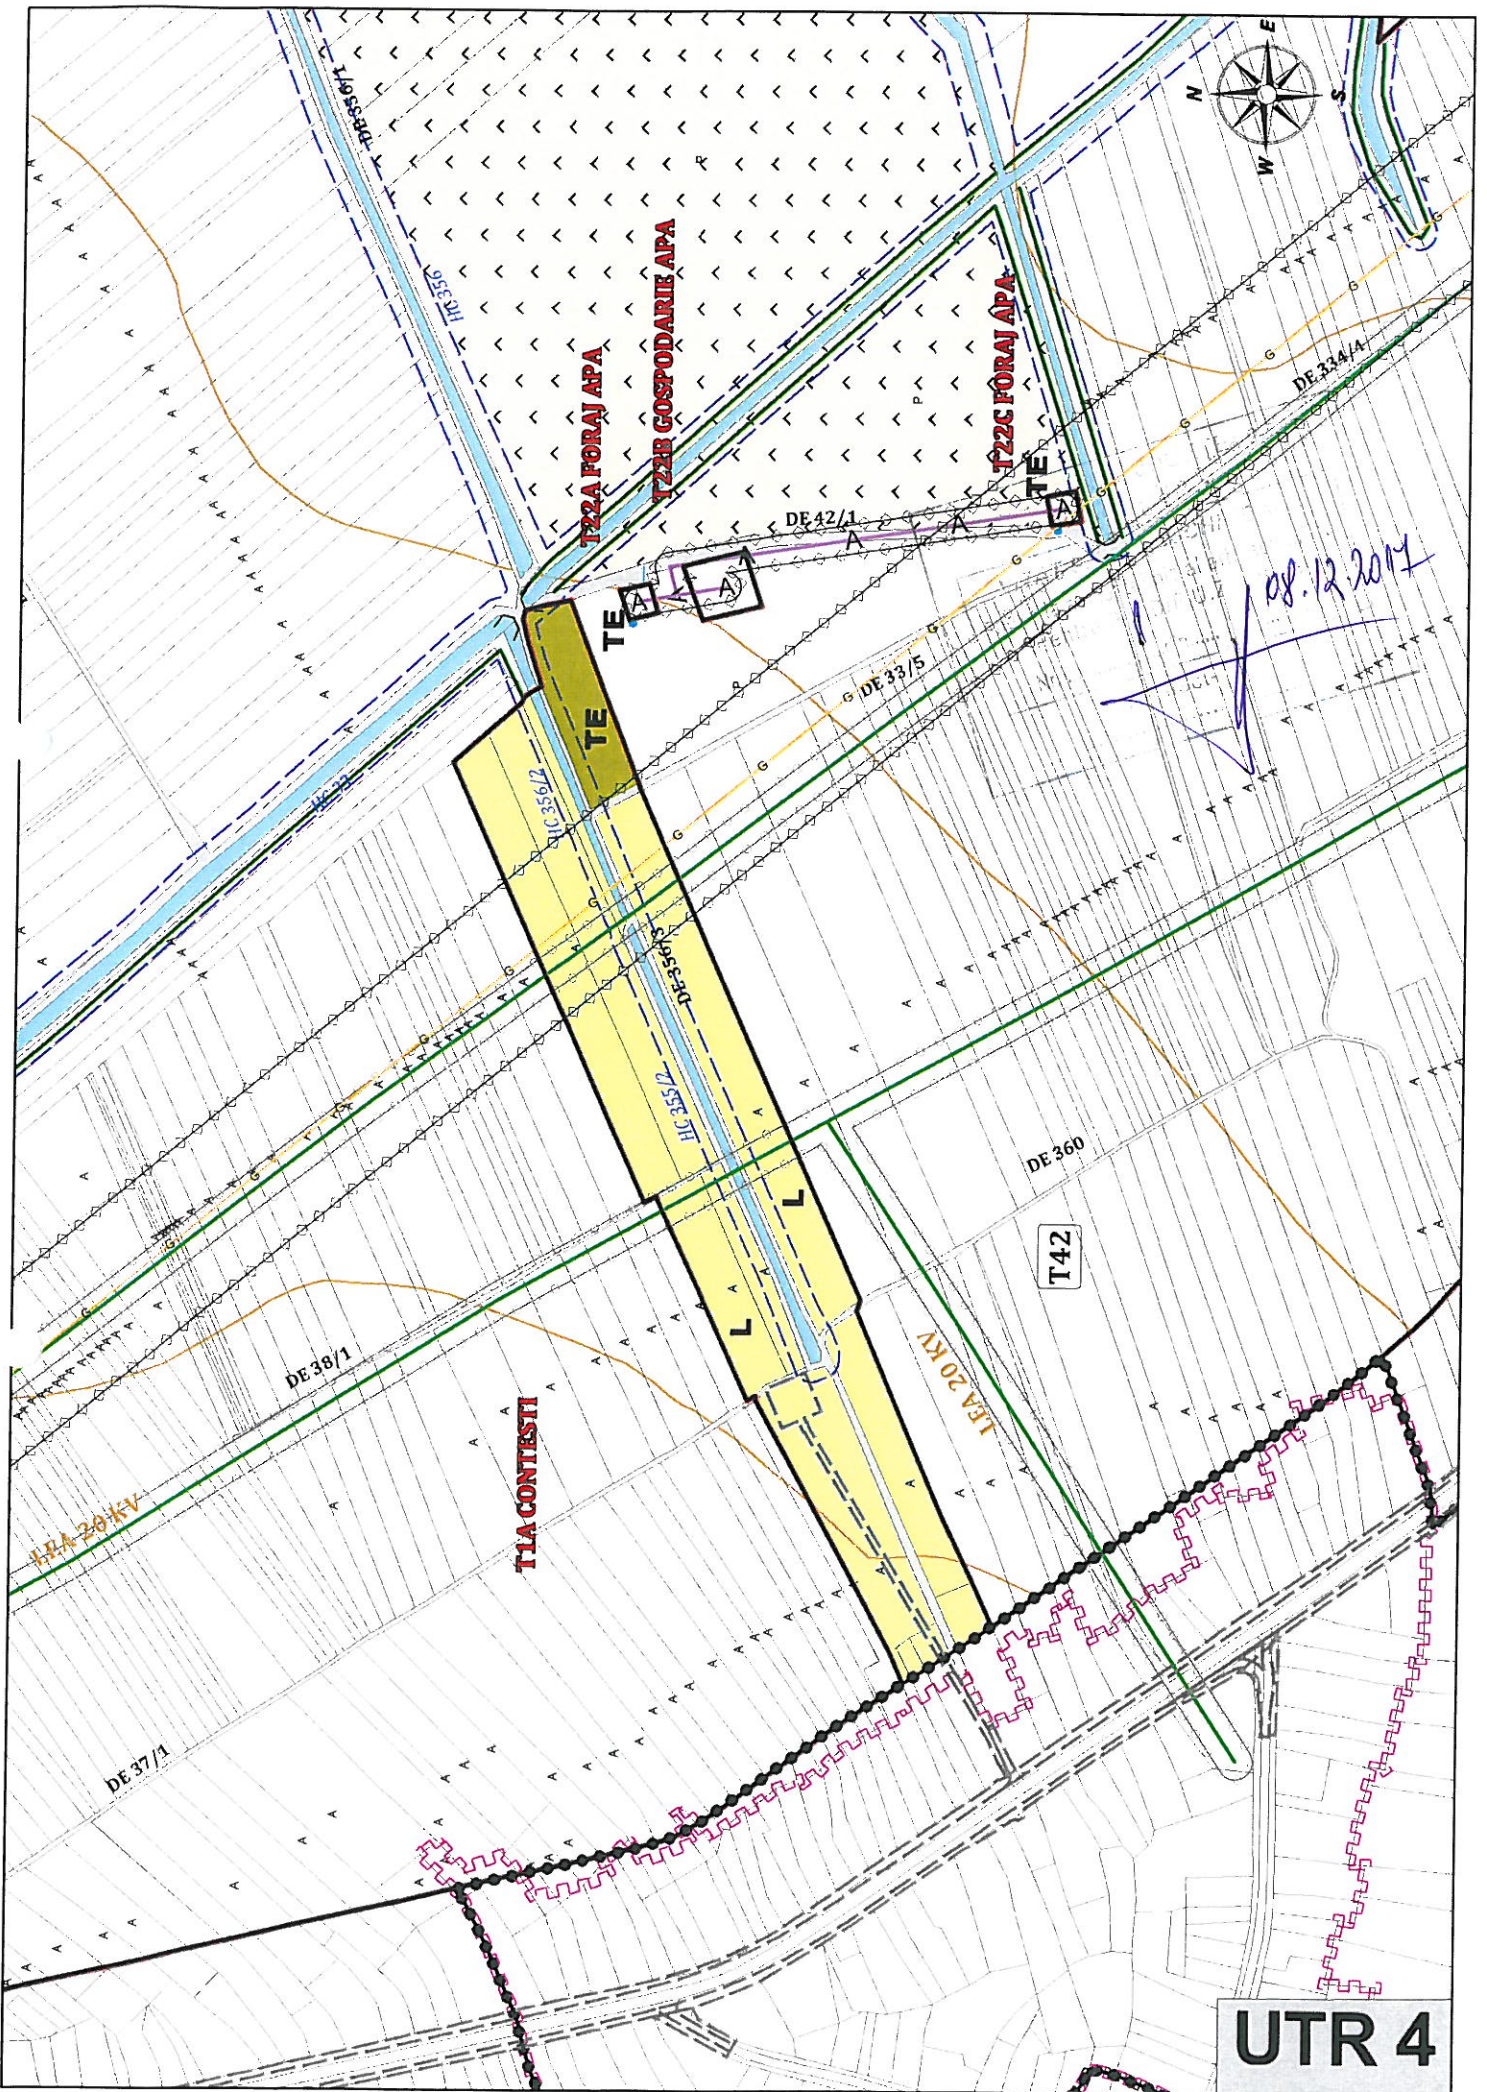 N
E
S
W
DE 356/1
HC 356
T22A FORAJ APA
T22B GOSPODARIE APA
T22C FORAJ APA
TE
DE 42/1
A
A
A
A
A
TE
TE
DE 334/4
08.12.2017
DE 33/5
HC 33
HC 356/2
DE 356/3
HC 355/2
L
L
DE 360
T42
LEA 20 KV
DE 38/1
T1A CONTESTI
LEA 20 KV
DE 37/1
UTR 4